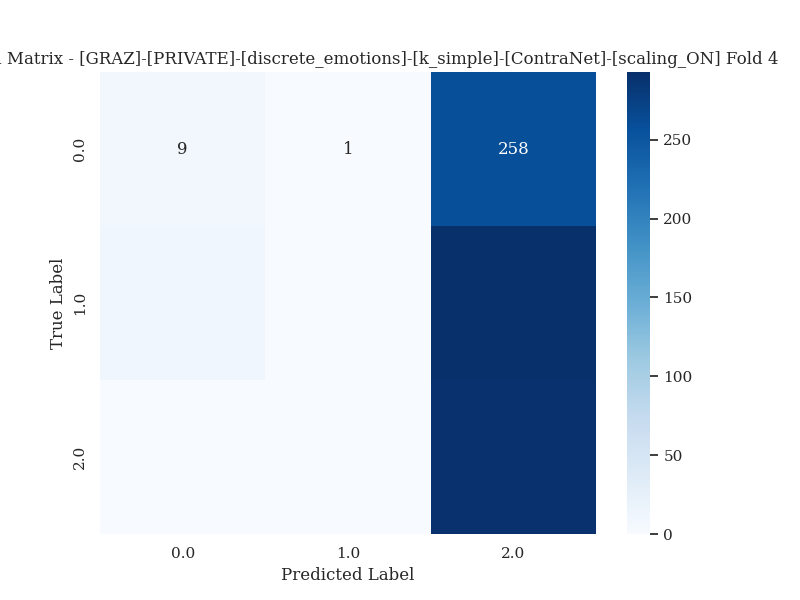 Matrix - [GRAZ]-[PRIVATE]-[discrete_emotions]-[k_simple]-[ContraNet]-[scaling_ON] Fold 4
9 1 258
0.0
1.0
2.0
True Label
0.0 1.0 2.0
Predicted Label
250
200
150
100
50
0